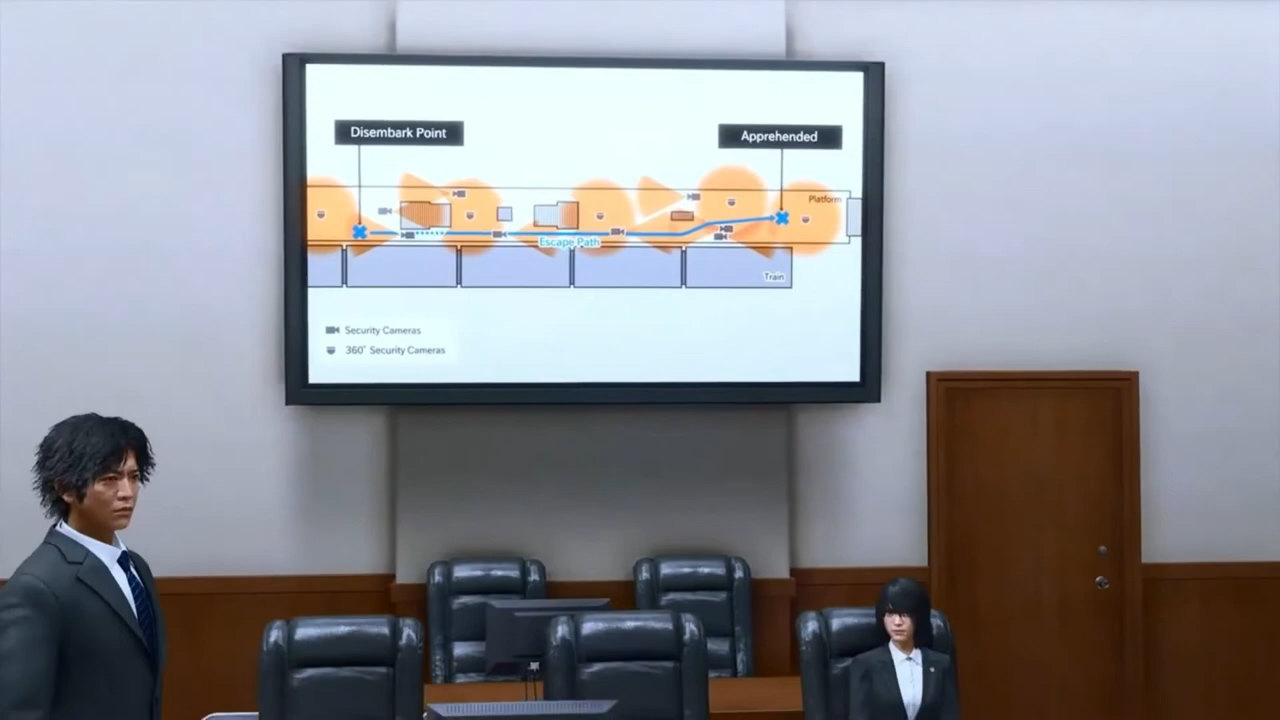 Disembark Point
Apprehended
Platform
Escape Path
Train
Security Cameras
360° Security Cameras